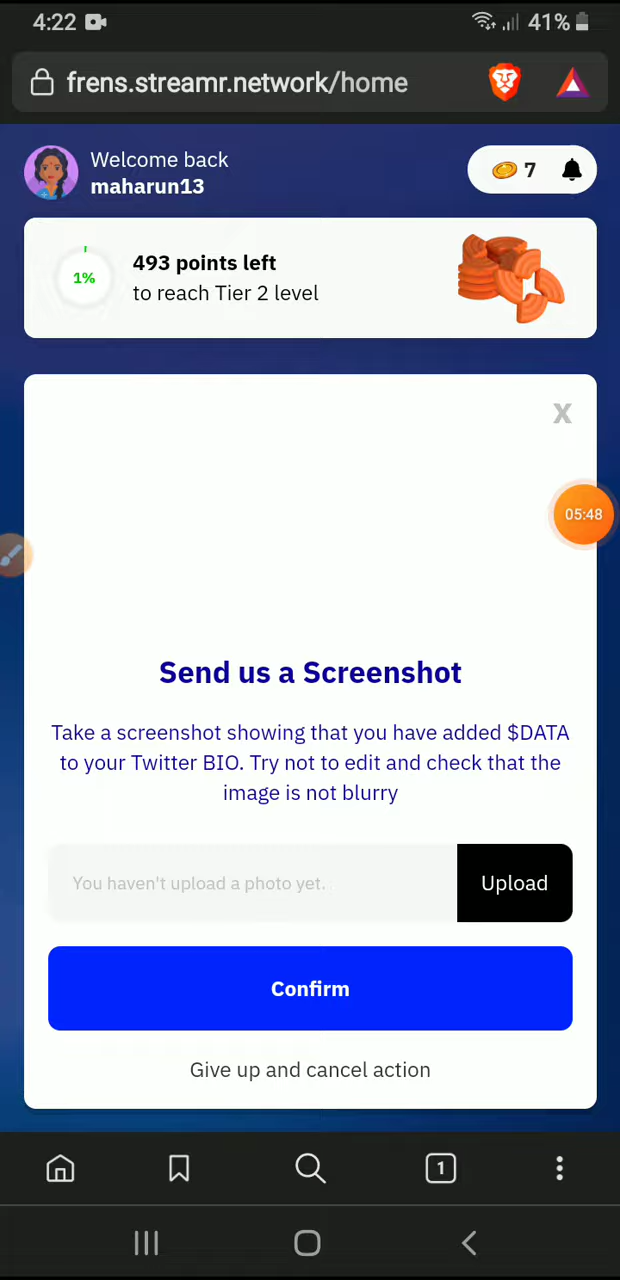 4:22
41%
frens.streamr.network/home
Welcome back
maharun13
7
493 points left
1%
to reach Tier 2 level
X
05:48
Send us a Screenshot
Take a screenshot showing that you have added $DATA
to your Twitter BIO. Try not to edit and check that the
image is not blurry
You haven't upload a photo yet.
Upload
Confirm
Give up and cancel action
1